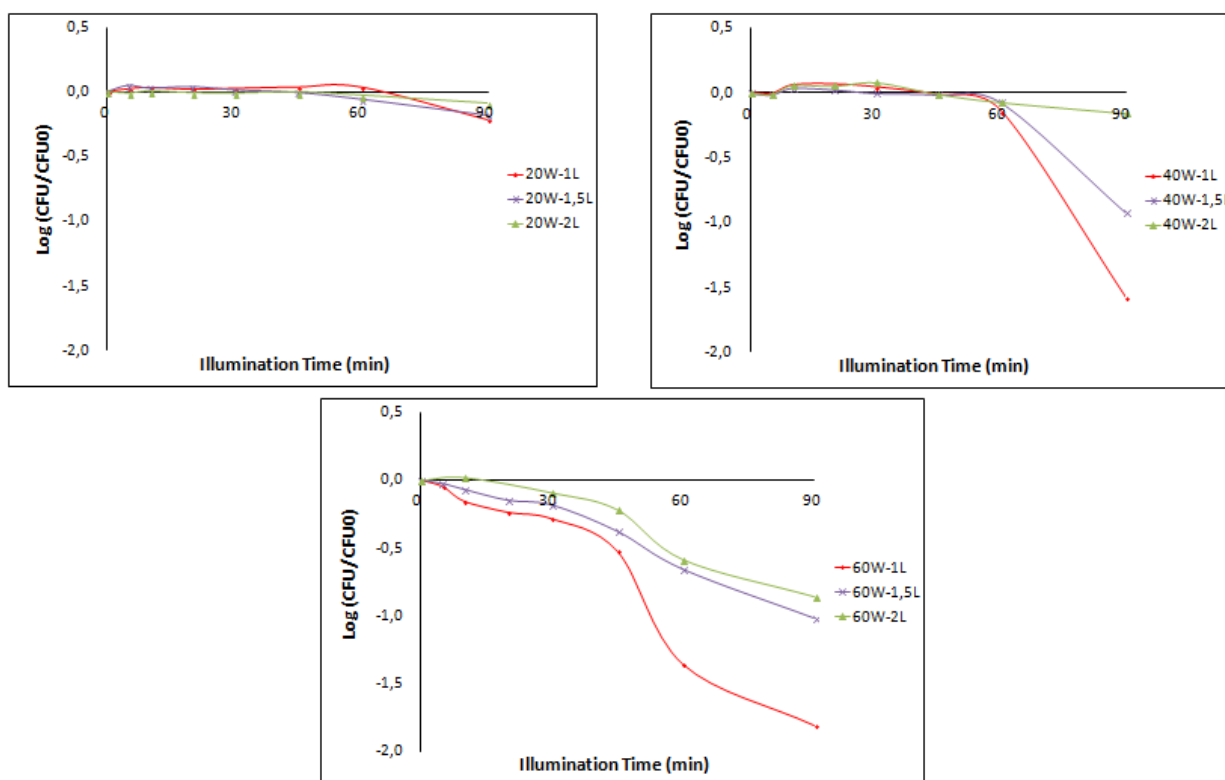 0,5
0,0
-0,5
-1,0
-1,5
-2,0
0
30
60
90
Log (CFU/CFU0)
Illumination Time (min)
20W-1L
20W-1,5L
20W-2L
0,5
0,0
-0,5
-1,0
-1,5
-2,0
0
30
60
90
Log (CFU/CFU0)
Illumination Time (min)
40W-1L
40W-1,5L
40W-2L
0,5
0,0
-0,5
-1,0
-1,5
-2,0
0
30
60
90
Log (CFU/CFU0)
Illumination Time (min)
60W-1L
60W-1,5L
60W-2L